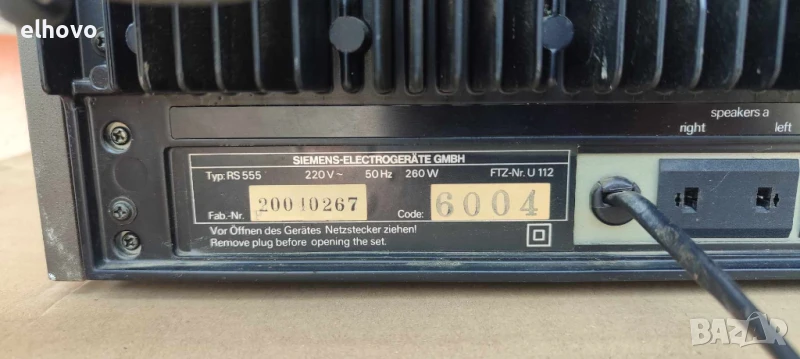 elhovo
speakers a
right left
SIEMENS-ELECTROGERÄTE GMBH
Typ: RS 555 220 V~ 50 Hz 260 W FTZ-Nr. U 112
Fab.-Nr. 20040267 Code: 6004
Vor Öffnen des Gerätes Netzstecker ziehen!
Remove plug before opening the set.
BAZAR